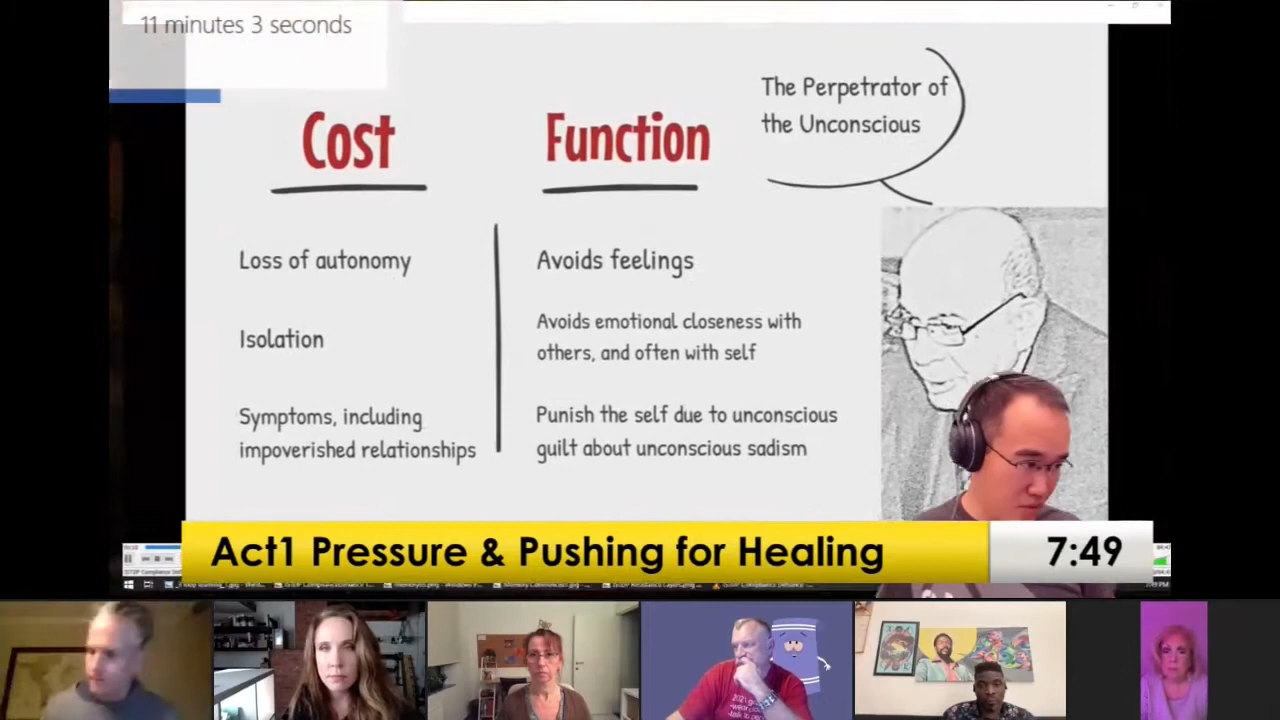 11 minutes 3 seconds
The Perpetrator of
the Unconscious
Cost
Function
Loss of autonomy
Avoids feelings
Isolation
Avoids emotional closeness with
others, and often with self
Symptoms, including
impoverished relationships
Punish the self due to unconscious
guilt about unconscious sadism
Act1 Pressure & Pushing for Healing
7:49